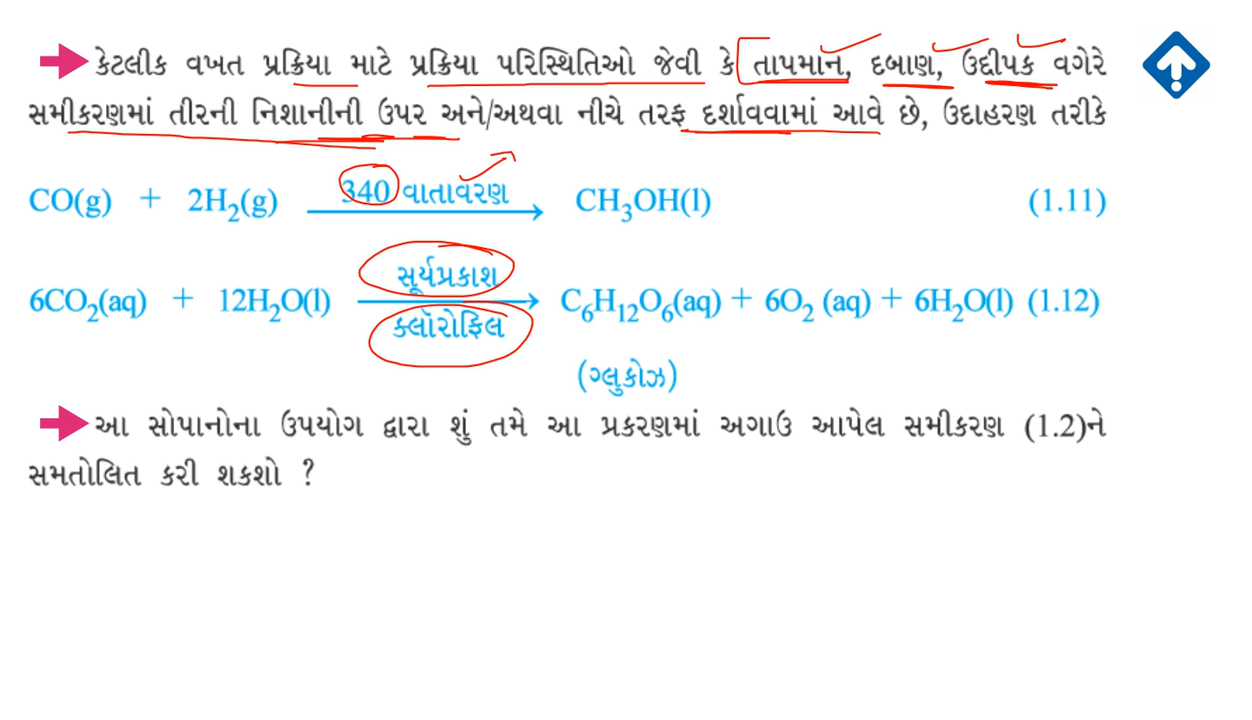 કેટલીક વખત પ્રક્રિયા માટે પ્રક્રિયા પરિસ્થિતિઓ જેવી કે તાપમાન, દબાણ, ઉદ્દીપક વગેરે
સમીકરણમાં તીરની નિશાનીની ઉપર અને/અથવા નીચે તરફ દર્શાવવામાં આવે છે, ઉદાહરણ તરીકે
340 વાતાવરણ
CO(g) + 2H₂(g) → CH₃OH(l) (1.11)
સૂર્યપ્રકાશ
6CO₂(aq) + 12H₂O(l) → C₆H₁₂O₆(aq) + 6O₂ (aq) + 6H₂O(l) (1.12)
ક્લોરોફિલ
(ગ્લુકોઝ)
આ સોપાનોના ઉપયોગ દ્વારા શું તમે આ પ્રકરણમાં અગાઉ આપેલ સમીકરણ (1.2)ને
સમતોલિત કરી શકશો ?